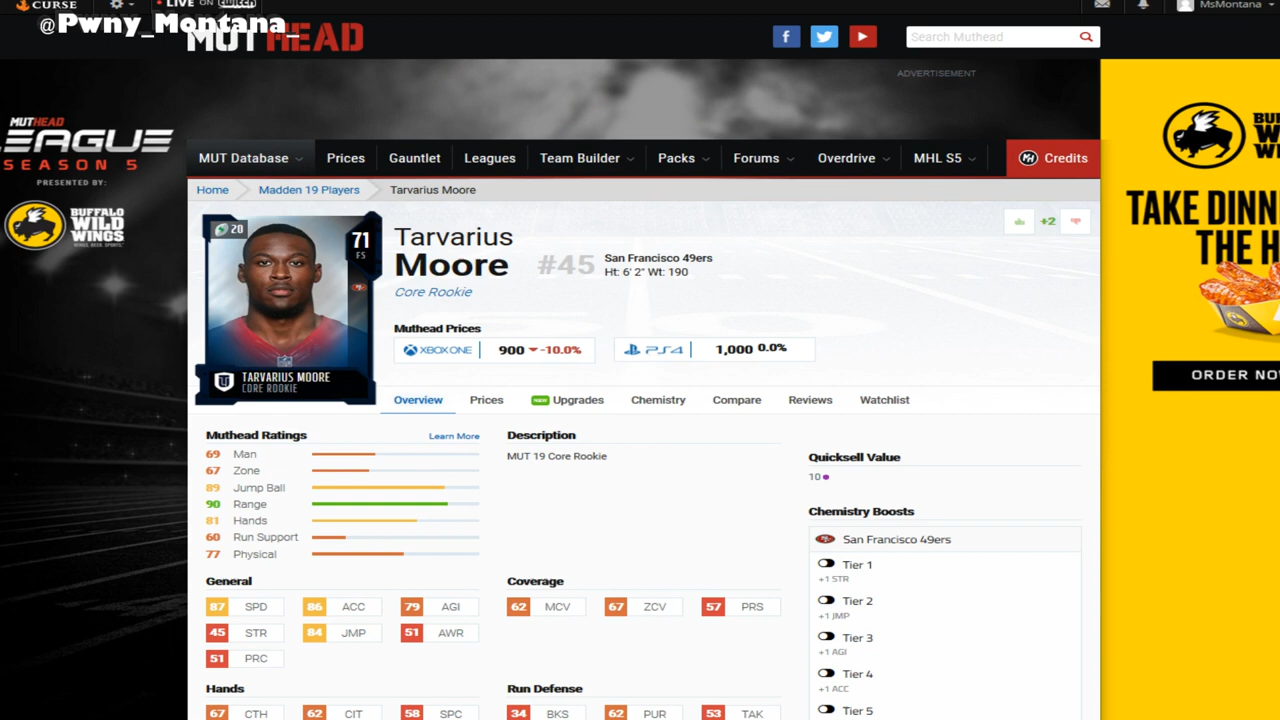 CURSE
LIVE ON twitch
MsMontana
@Pwny_Montana_
MUTHEAD
Search Muthead
ADVERTISEMENT
MUTHEAD
LEAGUE
SEASON 5
PRESENTED BY:
BUFFALO
WILD
WINGS
MUT Database Prices Gauntlet Leagues Team Builder Packs Forums Overdrive MHL S5 Credits
Home Madden 19 Players Tarvarius Moore
20
71
FS
TARVARIUS MOORE
CORE ROOKIE
Tarvarius
Moore
#45
San Francisco 49ers
Ht: 6' 2" Wt: 190
Core Rookie
+2
Muthead Prices
XBOX ONE 900 -10.0%
PS4 1,000 0.0%
Overview Prices NEW Upgrades Chemistry Compare Reviews Watchlist
Muthead Ratings Learn More
69 Man
67 Zone
89 Jump Ball
90 Range
81 Hands
60 Run Support
77 Physical
Description
MUT 19 Core Rookie
Quicksell Value
10
Chemistry Boosts
San Francisco 49ers
Tier 1
+1 STR
Tier 2
+1 JMP
Tier 3
+1 AGI
Tier 4
+1 ACC
Tier 5
General
87 SPD 86 ACC 79 AGI
45 STR 84 JMP 51 AWR
51 PRC
Coverage
62 MCV 67 ZCV 57 PRS
Hands
67 CTH 62 CIT 58 SPC
Run Defense
34 BKS 62 PUR 53 TAK
TAKE DINN
THE H
ORDER NO